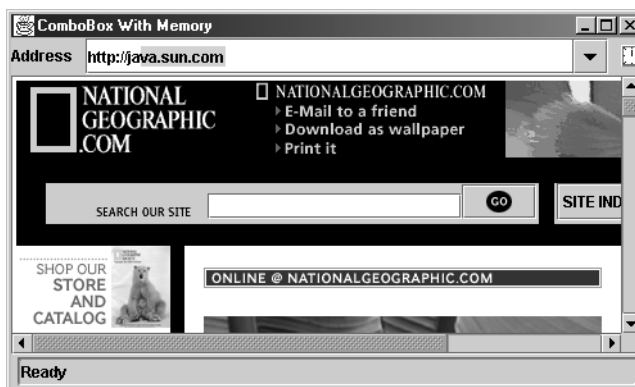 ComboBox With Memory
Address http://java.sun.com
NATIONAL
GEOGRAPHIC
.COM
NATIONALGEOGRAPHIC.COM
E-Mail to a friend
Download as wallpaper
Print it
SEARCH OUR SITE GO SITE IND
SHOP OUR
STORE
AND
CATALOG
ONLINE @ NATIONALGEOGRAPHIC.COM
Ready